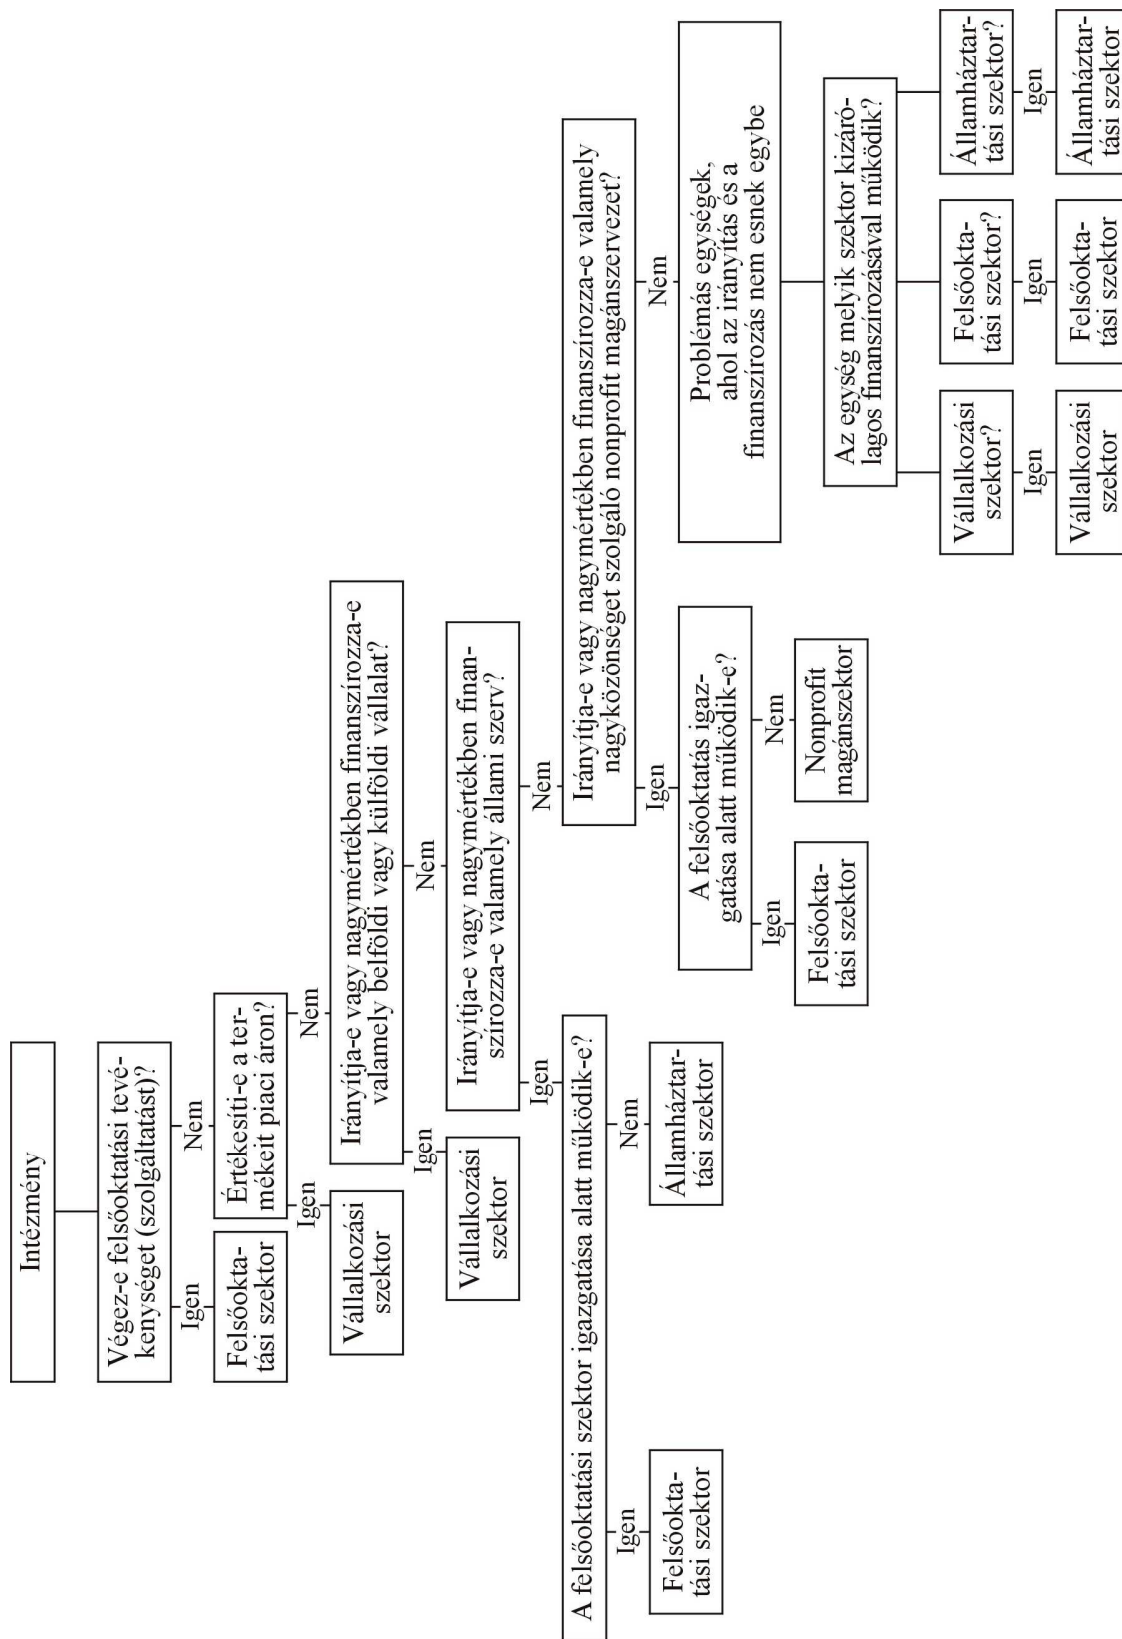 Intézmény
Végez-e felsőoktatási tevé-
kenységet (szolgáltatást)?
Igen
Nem
Felsőokta-
tási szektor
Értékesíti-e a ter-
mékeit piaci áron?
Igen
Nem
Vállalkozási
szektor
Irányítja-e vagy nagymértékben finanszírozza-e
valamely belföldi vagy külföldi vállalat?
Igen
Nem
Vállalkozási
szektor
Irányítja-e vagy nagymértékben finan-
szírozza-e valamely állami szerv?
Igen
Nem
A felsőoktatási szektor igazgatása alatt működik-e?
Irányítja-e vagy nagymértékben finanszírozza-e valamely
nagyközönséget szolgáló nonprofit magánszervezet?
Igen
Nem
Igen
Nem
Felsőokta-
tási szektor
Államháztar-
tási szektor
A felsőoktatás igaz-
gatása alatt működik-e?
Problémás egységek,
ahol az irányítás és a
finanszírozás nem esnek egybe
Igen
Nem
Felsőokta-
tási szektor
Nonprofit
magánszektor
Az egység melyik szektor kizáró-
lagos finanszírozásával működik?
Vállalkozási
szektor?
Felsőokta-
tási szektor?
Államháztar-
tási szektor?
Igen
Igen
Igen
Vállalkozási
szektor
Felsőokta-
tási szektor
Államháztar-
tási szektor